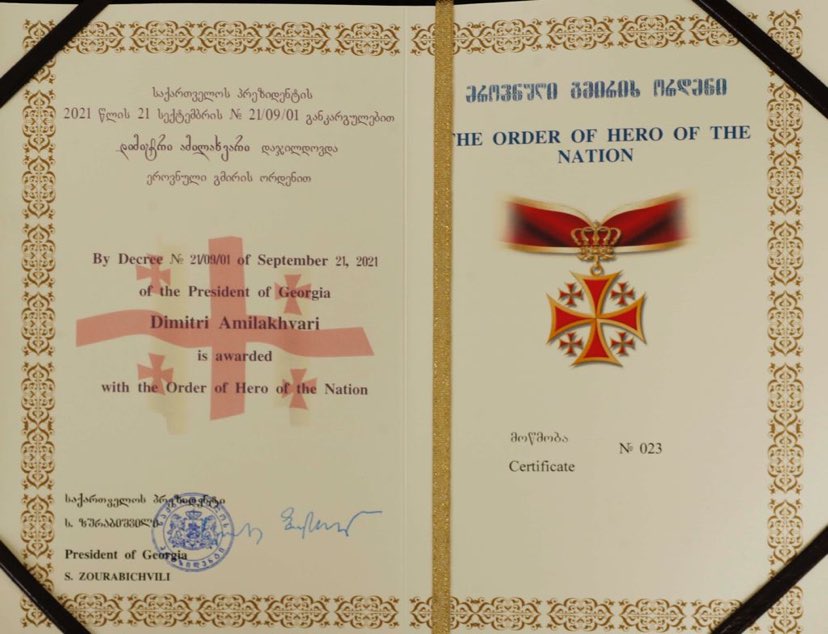 საქართველოს პრეზიდენტის
2021 წლის 21 სექტემბრის № 21/09/01 განკარგულებით
დიმიტრი ამილახვარი დაჯილდოვდა
ეროვნული გმირის ორდენით
By Decree № 21/09/01 of September 21, 2021
of the President of Georgia
Dimitri Amilakhvari
is awarded
with the Order of Hero of the Nation
საქართველოს პრეზიდენტი
ს. ზურაბიშვილი
President of Georgia
S. ZOURABICHVILI
ეროვნული გმირის ორდენი
THE ORDER OF HERO OF THE
NATION
მოწმობა
№ 023
Certificate